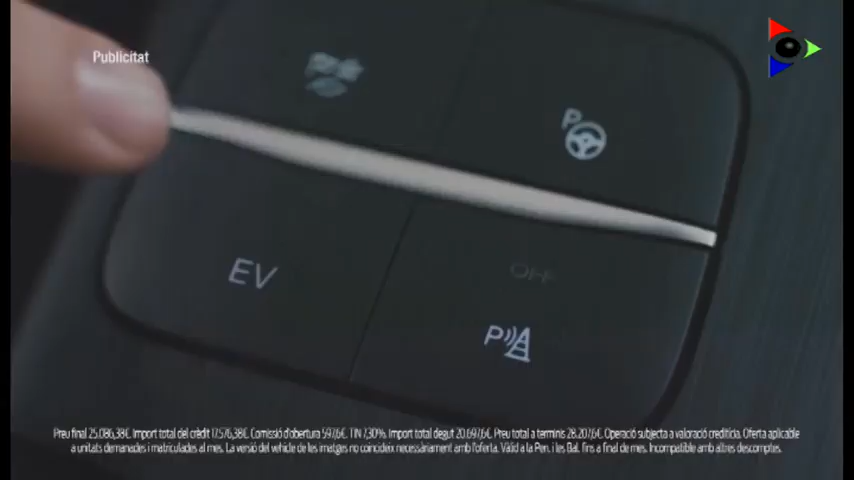 Publicitat
P
EV
OFF
P
Preu final 25.086,38€. Import total del crèdit 17.576,38€. Comissió d'obertura 597,6€. TIN 7,30%. Import total degut 20.697,6€. Preu total a terminis 28.207,6€. Operació subjecta a valoració creditícia. Oferta aplicable
a unitats demanades i matriculades al mes. La versió del vehicle de les imatges no coincideix necessàriament amb l'oferta. Vàlid a la Pen. i les Bal. fins a final de mes. Incompatible amb altres descomptes.